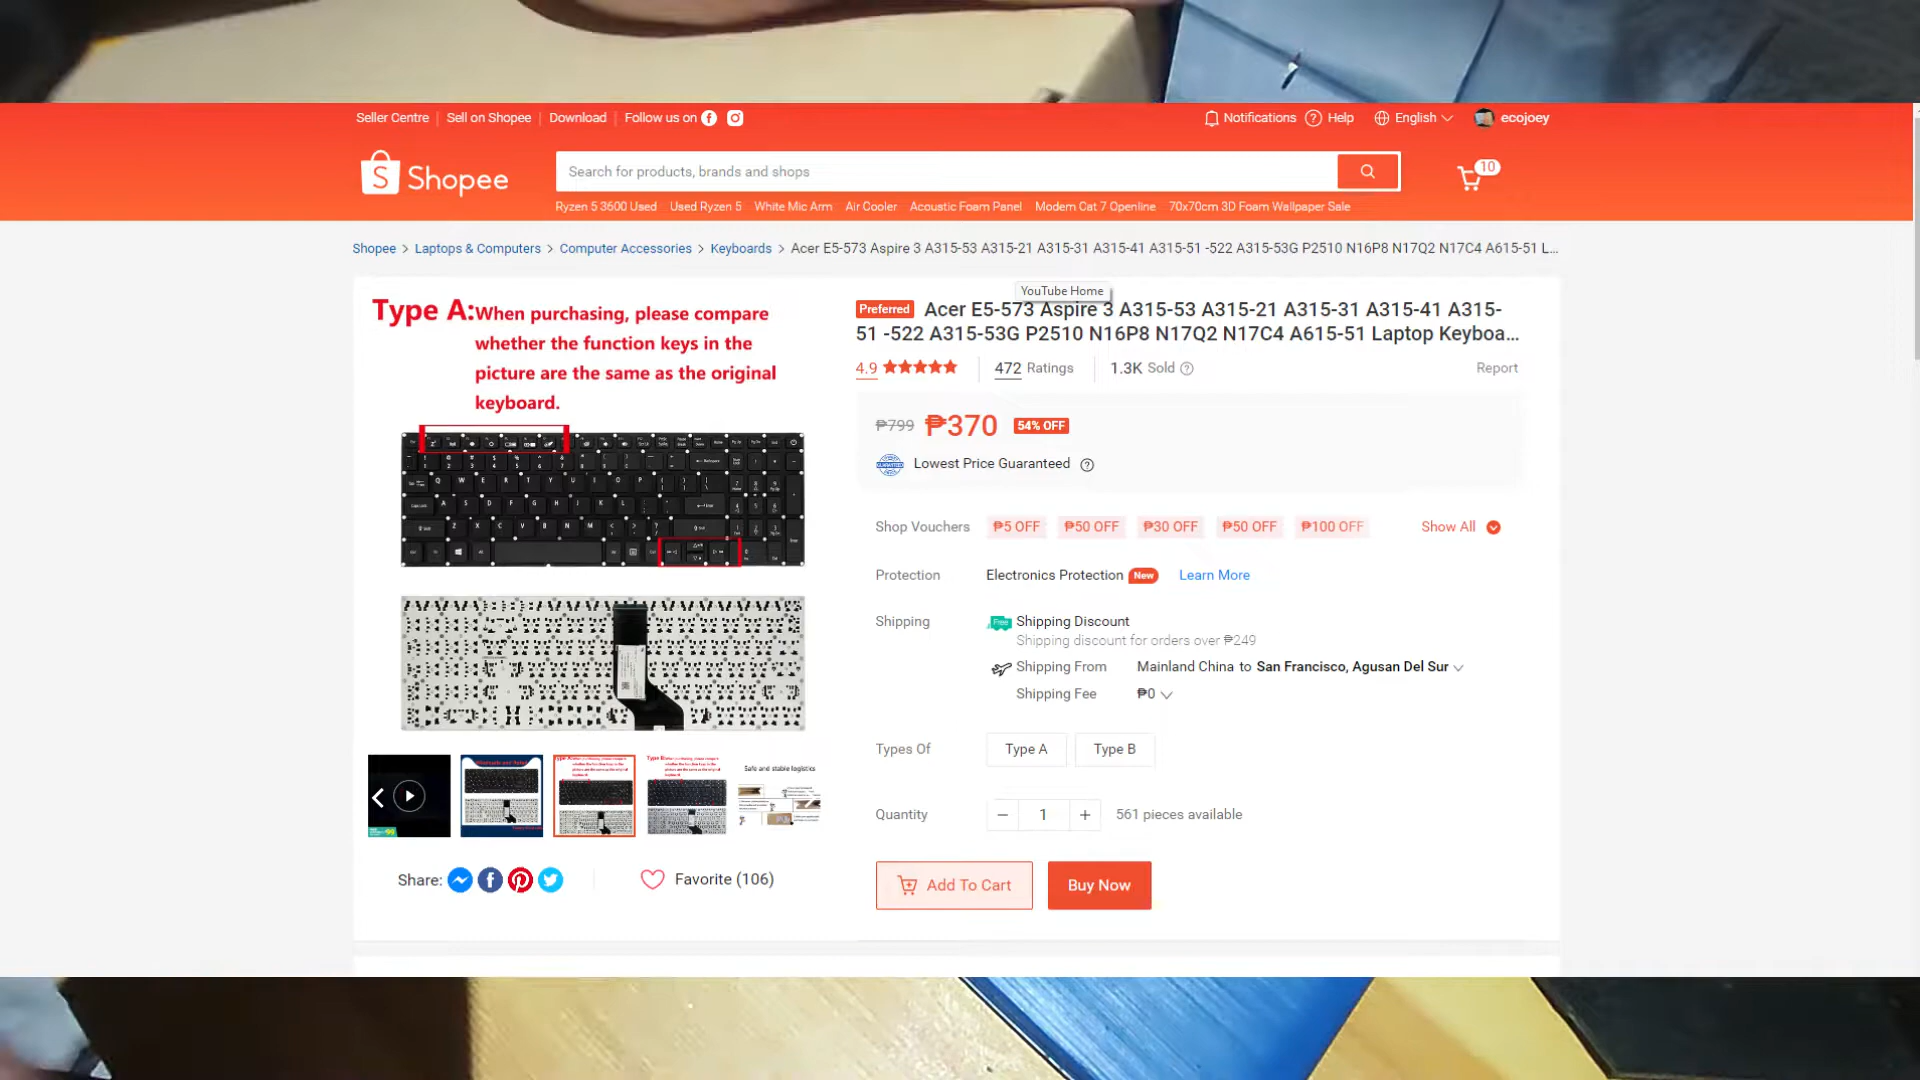 Seller Centre
Sell on Shopee
Download
Follow us on
Notifications
Help
English
ecojoey
Shopee
Search for products, brands and shops
10
Ryzen 5 3600 Used
Used Ryzen 5
White Mic Arm
Air Cooler
Acoustic Foam Panel
Modem Cat 7 Openline
70x70cm 3D Foam Wallpaper Sale
Shopee > Laptops & Computers > Computer Accessories > Keyboards > Acer E5-573 Aspire 3 A315-53 A315-21 A315-31 A315-41 A315-51 -522 A315-53G P2510 N16P8 N17Q2 N17C4 A615-51 L...
YouTube Home
Type A:When purchasing, please compare
whether the function keys in the
picture are the same as the original
keyboard.
Preferred Acer E5-573 Aspire 3 A315-53 A315-21 A315-31 A315-41 A315-
51 -522 A315-53G P2510 N16P8 N17Q2 N17C4 A615-51 Laptop Keyboa...
4.9
472 Ratings
1.3K Sold
Report
₱799 ₱370 54% OFF
Lowest Price Guaranteed
Shop Vouchers
₱5 OFF
₱50 OFF
₱30 OFF
₱50 OFF
₱100 OFF
Show All
Protection
Electronics Protection New Learn More
Shipping
Free Shipping Discount
Shipping discount for orders over ₱249
Shipping From
Mainland China to San Francisco, Agusan Del Sur
Shipping Fee
₱0
Types Of
Type A
Type B
Safe and stable logistics
Quantity
1
561 pieces available
Share:
Favorite (106)
Add To Cart
Buy Now